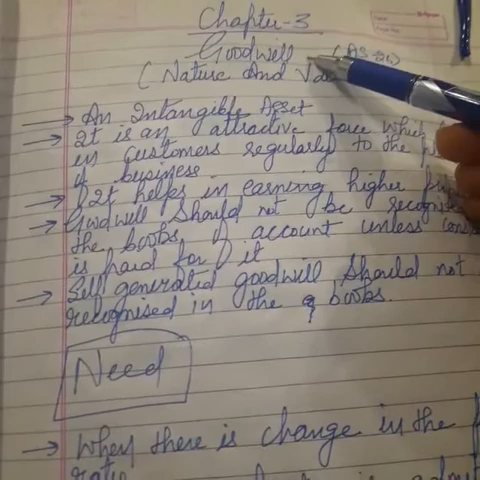 Chapter-3
Goodwill (AS-26)
(Nature And Va
→ An Intangible Asset
→ It is an attractive force which
in customers regularly to the
of business
→ It helps in earning higher
→ Goodwill Should not be recognise
the books of account unless
is paid for it
→ Self generated goodwill Should not
recognised in the books.
Need
→ When there is change in the
ratio